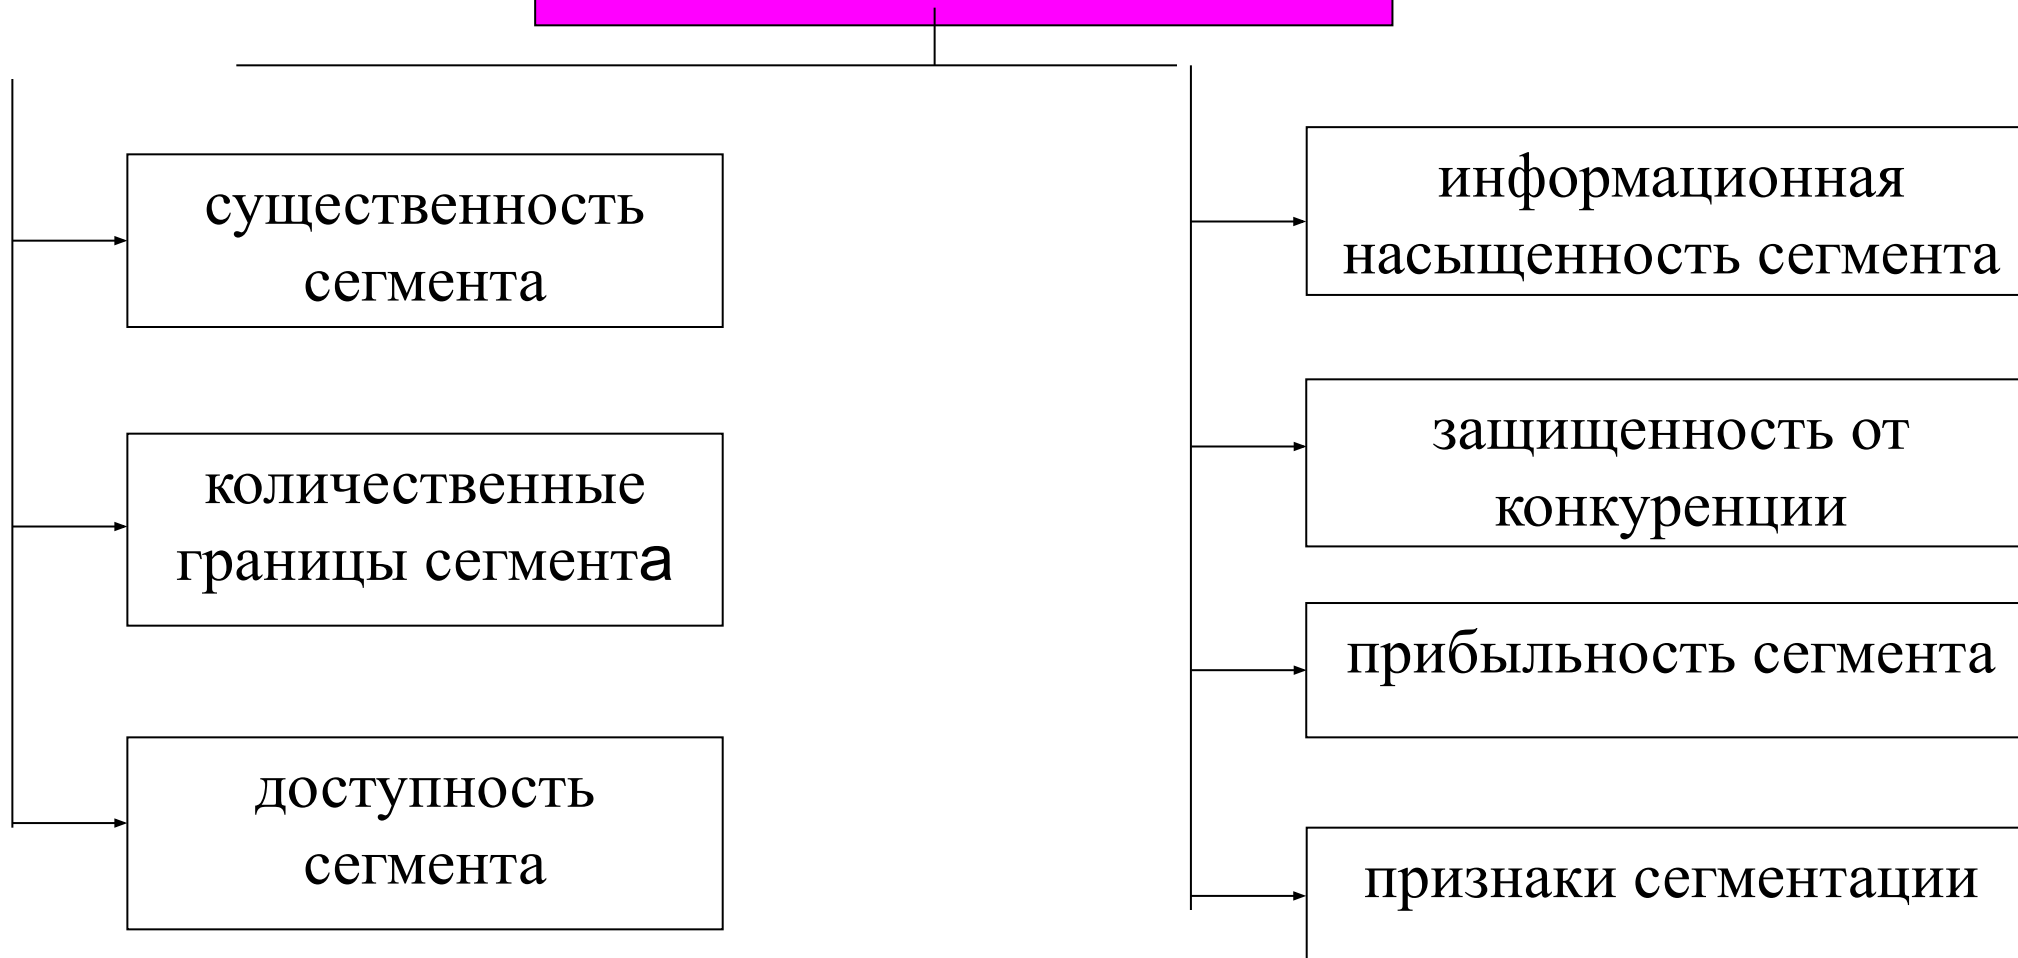 существенность
сегмента
количественные
границы сегмента
доступность
сегмента
информационная
насыщенность сегмента
защищенность от
конкуренции
прибыльность сегмента
признаки сегментации